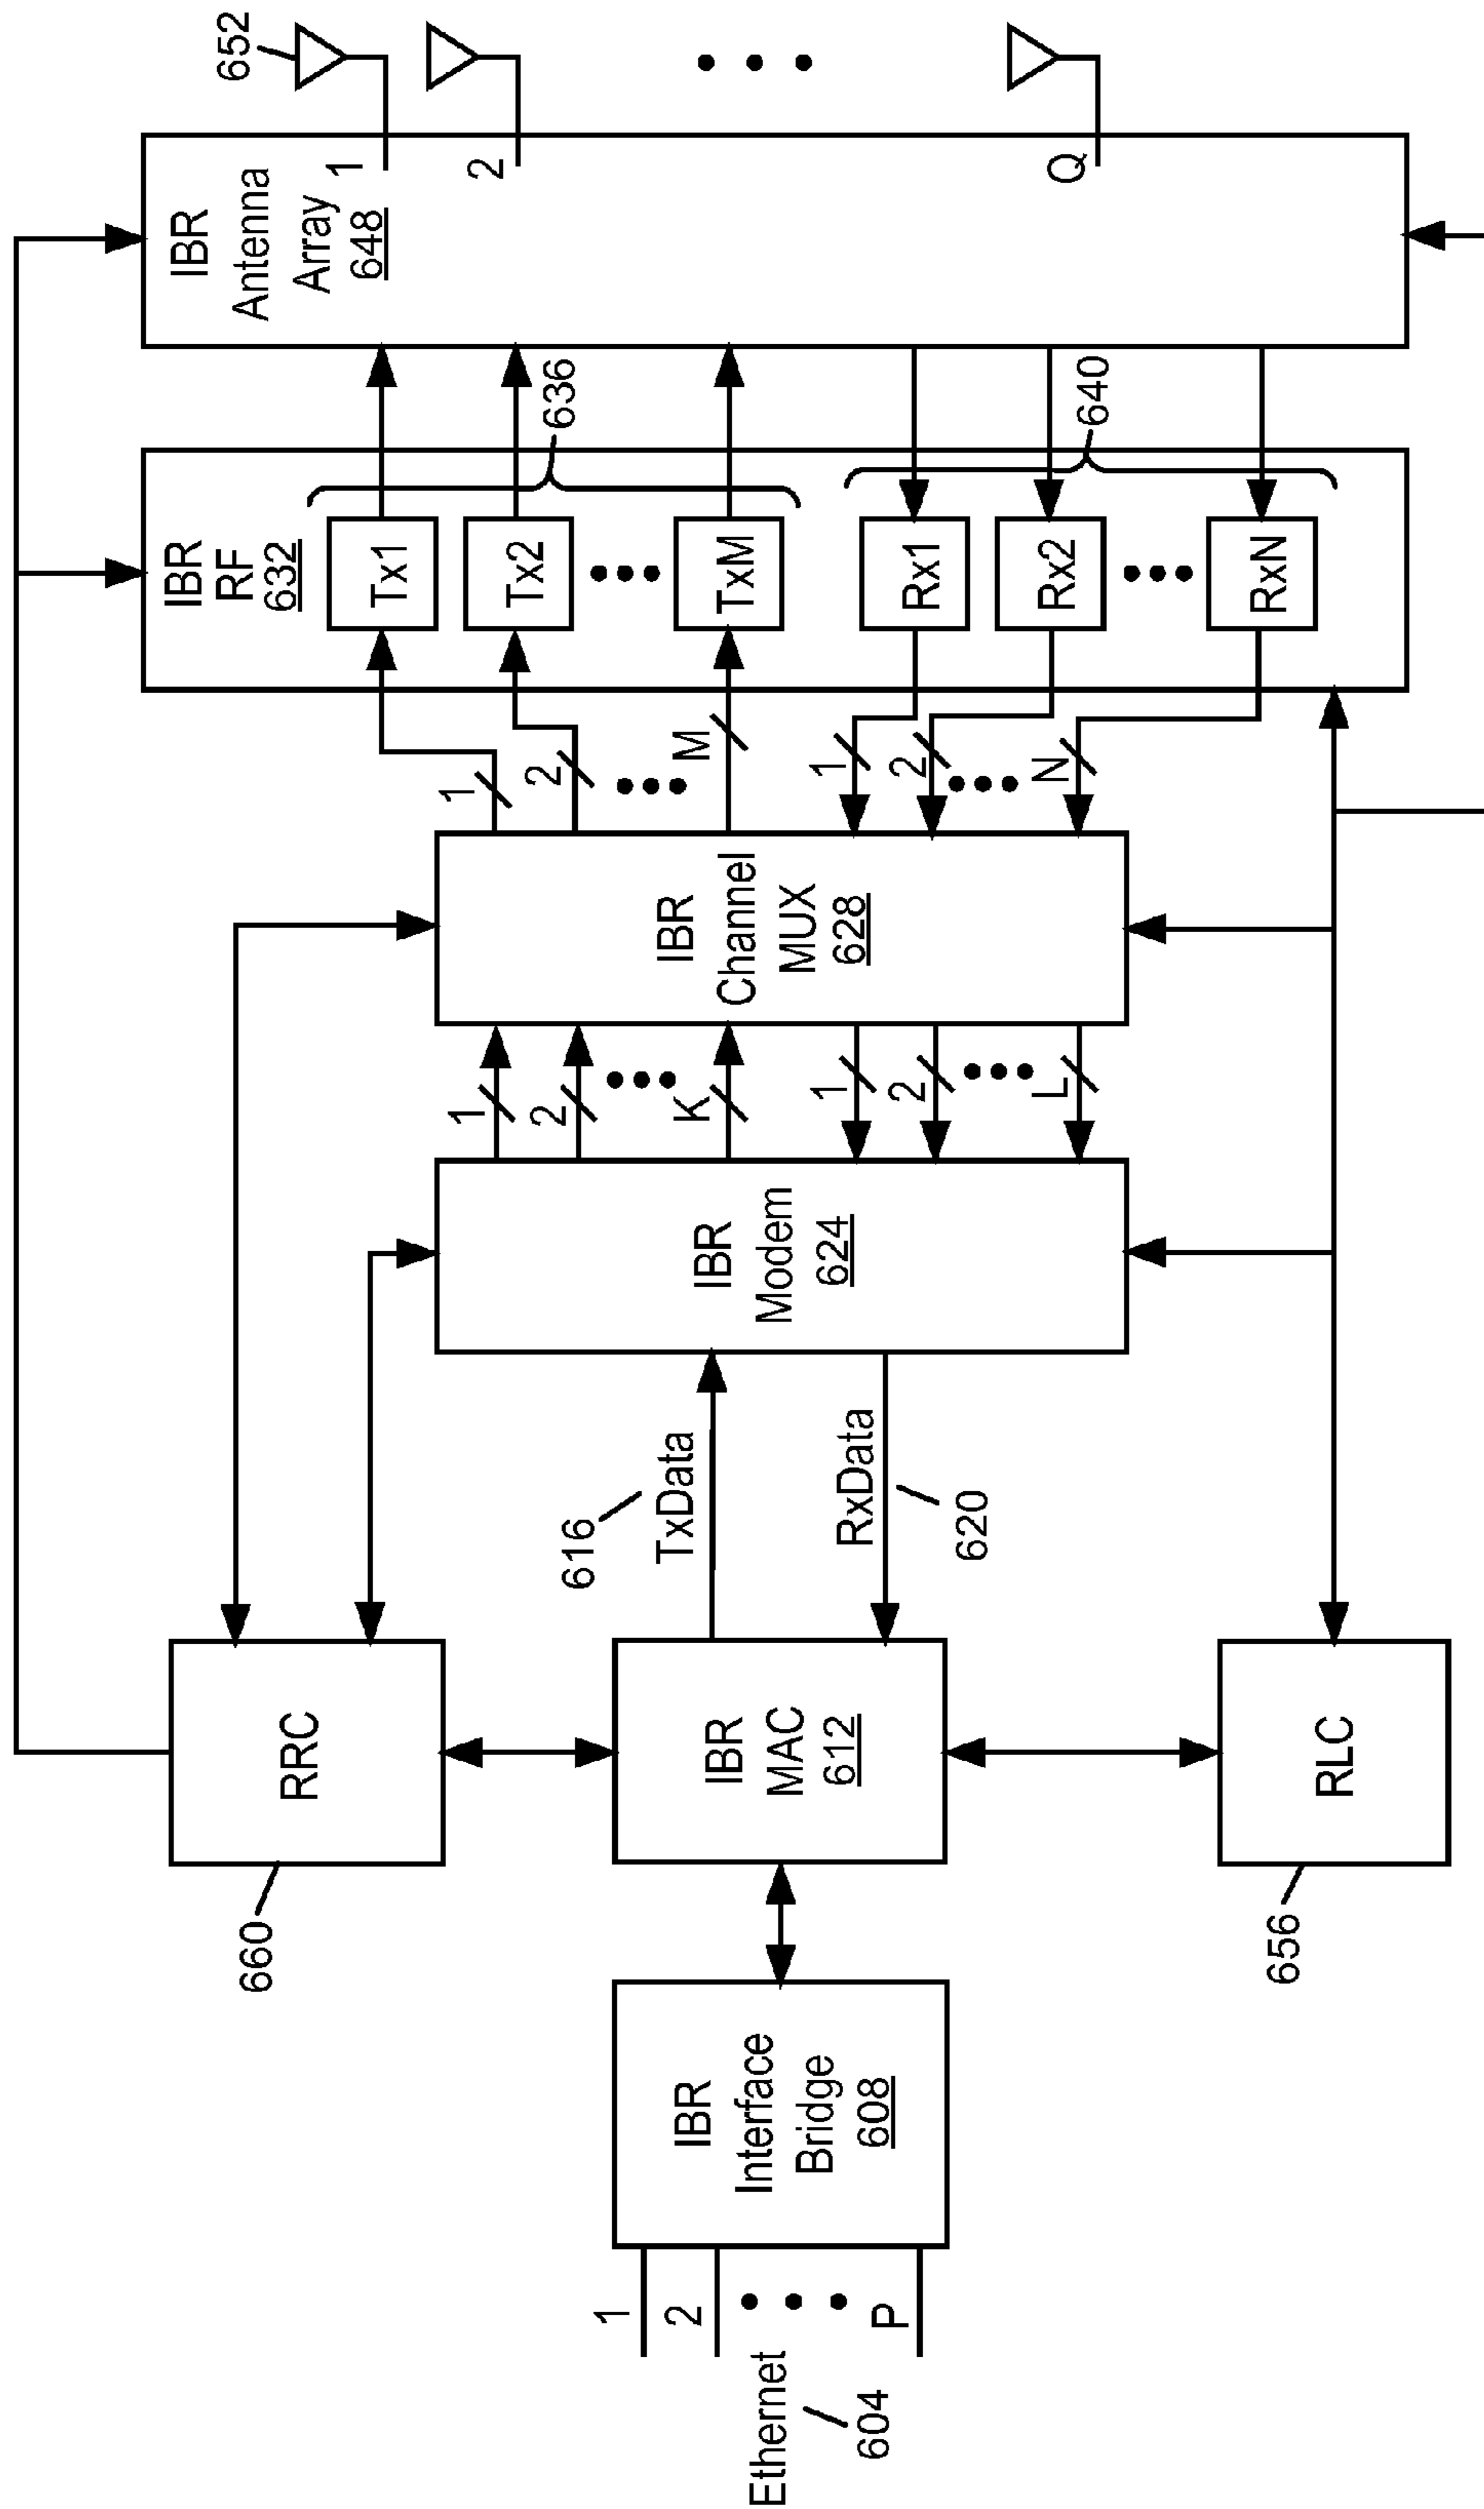 Ethernet
604
1
2
P
IBR
Interface
Bridge
608
660
RRC
IBR
MAC
612
656
RLC
616
TxData
RxData
620
IBR
Modem
624
1
2
K
1
2
L
IBR
Channel
MUX
628
1
2
M
1
2
N
IBR
RF
632
Tx1
Tx2
TxM
Rx1
Rx2
RxN
636
640
IBR
Antenna
Array
648
1
2
Q
652